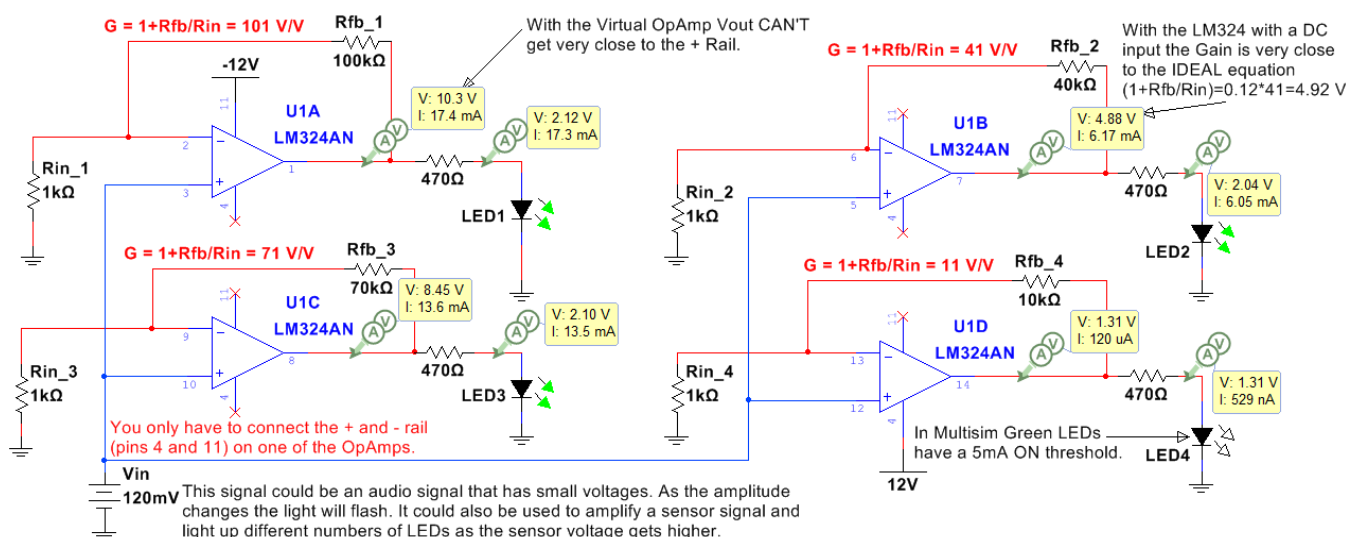 G = 1+Rfb/Rin = 101 V/V
Rfb_1
100kΩ
With the Virtual OpAmp Vout CAN'T
get very close to the + Rail.
-12V
11
U1A
LM324AN
2
3
1
4
V: 10.3 V
I: 17.4 mA
A
V
V: 2.12 V
I: 17.3 mA
A
V
Rin_1
1kΩ
470Ω
LED1
G = 1+Rfb/Rin = 41 V/V
Rfb_2
40kΩ
With the LM324 with a DC
input the Gain is very close
to the IDEAL equation
(1+Rfb/Rin)=0.12*41=4.92 V
11
U1B
LM324AN
6
5
7
4
V: 4.88 V
I: 6.17 mA
A
V
V: 2.04 V
I: 6.05 mA
A
V
Rin_2
1kΩ
470Ω
LED2
G = 1+Rfb/Rin = 71 V/V
Rfb_3
70kΩ
11
U1C
LM324AN
9
10
8
4
V: 8.45 V
I: 13.6 mA
A
V
V: 2.10 V
I: 13.5 mA
A
V
Rin_3
1kΩ
470Ω
LED3
G = 1+Rfb/Rin = 11 V/V
Rfb_4
10kΩ
11
U1D
LM324AN
13
12
14
4
V: 1.31 V
I: 120 uA
A
V
V: 1.31 V
I: 529 nA
A
V
Rin_4
1kΩ
470Ω
LED4
12V
In Multisim Green LEDs
have a 5mA ON threshold.
You only have to connect the + and - rail
(pins 4 and 11) on one of the OpAmps.
Vin
120mV
This signal could be an audio signal that has small voltages. As the amplitude
changes the light will flash. It could also be used to amplify a sensor signal and
light up different numbers of LEDs as the sensor voltage gets higher.